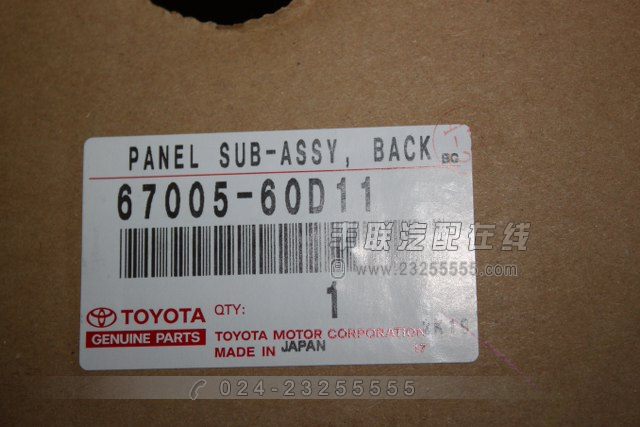 PANEL SUB-ASSY, BACK
BG
67005-60D11
丰联汽配在线
www.23255555.com
TOYOTA
QTY: 1
GENUINE PARTS
TOYOTA MOTOR CORPORATION
MADE IN JAPAN
024-23255555